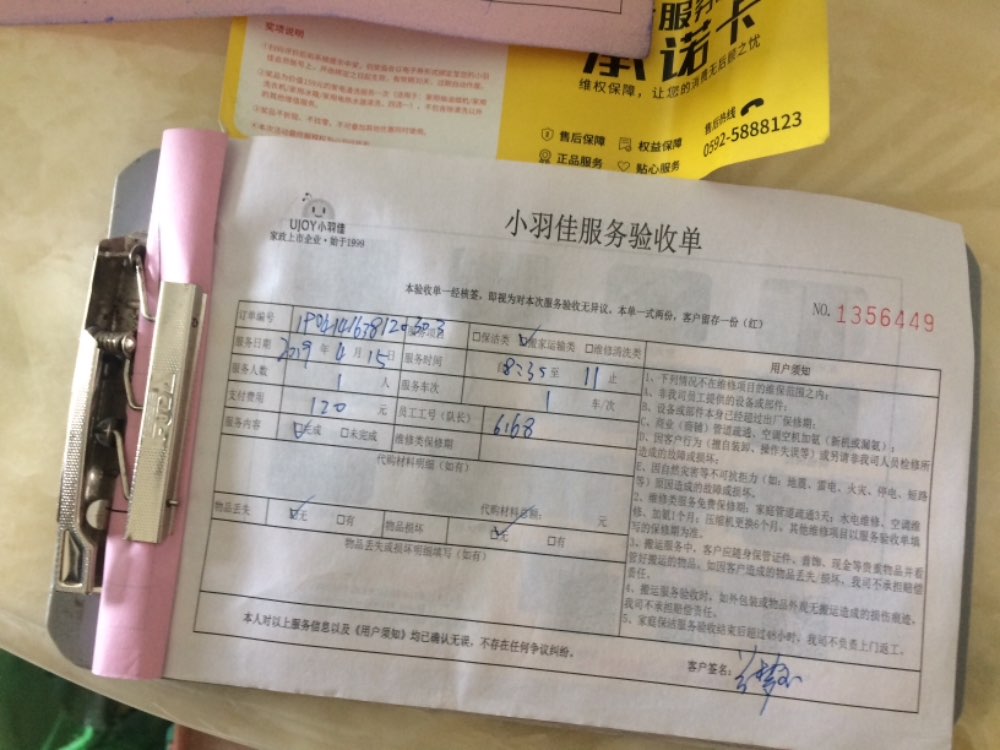 奖项说明
服务
承诺卡
维权保障，让您的消费无后顾之忧
售后保障
权益保障
正品服务
贴心服务
售后热线
0592-5888123
UJOY小羽佳
家政上市企业·始于1999
小羽佳服务验收单
本验收单一经核签，即视为对本次服务验收无异议。本单一式两份，客户留存一份（红）
NO. 1356449
订单编号
服务项目 □保洁类 ☑搬家运输类 □维修清洗类
服务日期 2019年4月15日 服务时间 自8:35至 11止
服务人数 1 人 服务车次 1 车/次
支付费用 120 元 员工工号（队长） 6168
服务内容 ☑完成 □未完成 维修类保修期
代购材料明细（如有）
代购材料总额： 元
物品丢失 ☑无 □有 物品损坏 ☑无 □有
物品丢失或损坏明细填写（如有）
用户须知
1、下列情况不在维修项目的维保范围之内：
A、非我司员工提供的设备或部件；
B、设备或部件本身已经超过出厂保修期；
C、商业（商铺）管道疏通、空调空机加氨（新机或漏氨）；
D、因客户行为（擅自装卸、操作失误等）或另请非我司人员检修所
造成的故障或损坏；
E、因自然灾害等不可抗拒力（如：地震、雷电、火灾、停电、短路
等）原因造成的故障或损坏。
2、维修类服务免费保修期：家庭管道疏通3天；水电维修、空调维
修、加氨1个月；压缩机更换6个月、其他维修项目以服务验收单填
写的保修期为准。
3、搬运服务中，客户应随身保管证件、首饰、现金等贵重物品并看
管好搬运的物品。如因客户造成的物品丢失/损坏，我司不承担赔偿
责任。
4、搬运服务验收时，如外包装或物品外观无搬运造成的损伤痕迹，
我司不承担赔偿责任。
5、家庭保洁服务验收结束后超过48小时，我司不负责上门返工。
本人对以上服务信息以及《用户须知》均已确认无误，不存在任何争议纠纷。
客户签名：